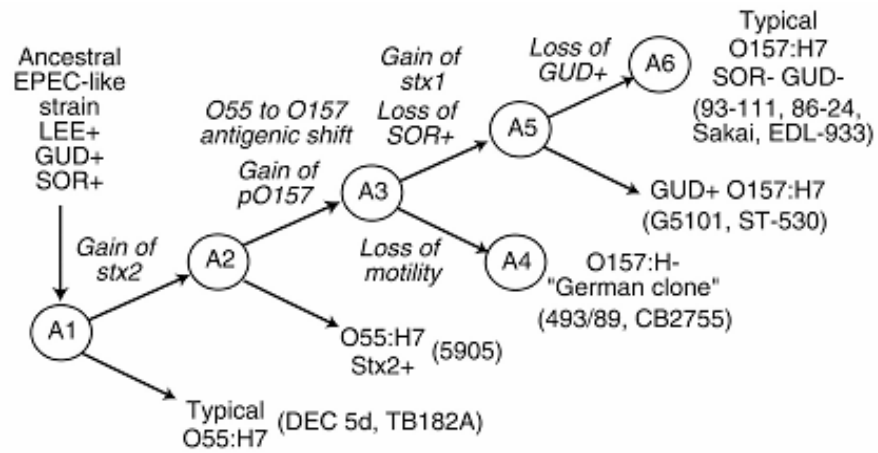 Ancestral
EPEC-like
strain
LEE+
GUD+
SOR+
Gain of
stx2
A1
Typical
O55:H7
(DEC 5d, TB182A)
A2
O55:H7
Stx2+
(5905)
O55 to O157
antigenic shift
Gain of
pO157
A3
Loss of
motility
A4
O157:H-
"German clone"
(493/89, CB2755)
Gain of
stx1
Loss of
SOR+
A5
GUD+ O157:H7
(G5101, ST-530)
Loss of
GUD+
A6
Typical
O157:H7
SOR- GUD-
(93-111, 86-24,
Sakai, EDL-933)